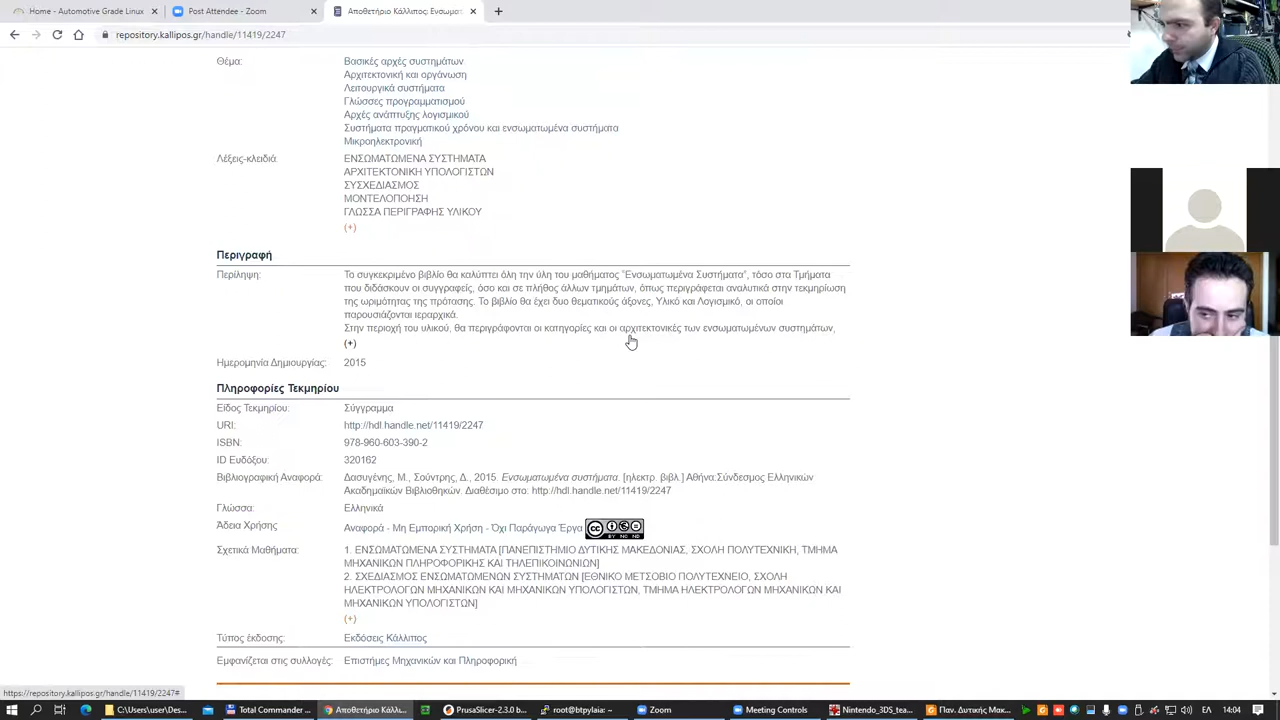 Home - Automotive Grade Linux
Post Attendee - Zoom
Αποθετήριο Κάλλιπος: Ενσωμα
repository.kallipos.gr/handle/11419/2247
Θέμα: Βασικές αρχές συστημάτων
Αρχιτεκτονική και οργάνωση
Λειτουργικά συστήματα
Γλώσσες προγραμματισμού
Αρχές ανάπτυξης λογισμικού
Συστήματα πραγματικού χρόνου και ενσωματωμένα συστήματα
Μικροηλεκτρονική
Λέξεις-κλειδιά: ΕΝΣΩΜΑΤΩΜΕΝΑ ΣΥΣΤΗΜΑΤΑ
ΑΡΧΙΤΕΚΤΟΝΙΚΗ ΥΠΟΛΟΓΙΣΤΩΝ
ΣΥΣΧΕΔΙΑΣΜΟΣ
ΜΟΝΤΕΛΟΠΟΗΣΗ
ΓΛΩΣΣΑ ΠΕΡΙΓΡΑΦΗΣ ΥΛΙΚΟΥ
(+)
Περιγραφή
Περίληψη: Το συγκεκριμένο βιβλίο θα καλύπτει όλη την ύλη του μαθήματος "Ενσωματωμένα Συστήματα", τόσο στα Τμήματα
που διδάσκουν οι συγγραφείς, όσο και σε πλήθος άλλων τμημάτων, όπως περιγράφεται αναλυτικά στην τεκμηρίωση
της ωριμότητας της πρότασης. Το βιβλίο θα έχει δυο θεματικούς άξονες, Υλικό και Λογισμικό, οι οποίοι
παρουσιάζονται ιεραρχικά.
Στην περιοχή του υλικού, θα περιγράφονται οι κατηγορίες και οι αρχιτεκτονικές των ενσωματωμένων συστημάτων,
(+)
Ημερομηνία Δημιουργίας: 2015
Πληροφορίες Τεκμηρίου
Είδος Τεκμηρίου: Σύγγραμμα
URI: http://hdl.handle.net/11419/2247
ISBN: 978-960-603-390-2
ID Ευδόξου: 320162
Βιβλιογραφική Αναφορά: Δασυγένης, Μ., Σούντρης, Δ., 2015. Ενσωματωμένα συστήματα. [ηλεκτρ. βιβλ.] Αθήνα:Σύνδεσμος Ελληνικών
Ακαδημαϊκών Βιβλιοθηκών. Διαθέσιμο στο: http://hdl.handle.net/11419/2247
Γλώσσα: Ελληνικά
Άδεια Χρήσης Αναφορά - Μη Εμπορική Χρήση - Όχι Παράγωγα Έργα cc BY NC ND
Σχετικά Μαθήματα: 1. ΕΝΣΩΜΑΤΩΜΕΝΑ ΣΥΣΤΗΜΑΤΑ [ΠΑΝΕΠΙΣΤΗΜΙΟ ΔΥΤΙΚΗΣ ΜΑΚΕΔΟΝΙΑΣ, ΣΧΟΛΗ ΠΟΛΥΤΕΧΝΙΚΗ, ΤΜΗΜΑ
ΜΗΧΑΝΙΚΩΝ ΠΛΗΡΟΦΟΡΙΚΗΣ ΚΑΙ ΤΗΛΕΠΙΚΟΙΝΩΝΙΩΝ]
2. ΣΧΕΔΙΑΣΜΟΣ ΕΝΣΩΜΑΤΩΜΕΝΩΝ ΣΥΣΤΗΜΑΤΩΝ [ΕΘΝΙΚΟ ΜΕΤΣΟΒΙΟ ΠΟΛΥΤΕΧΝΕΙΟ, ΣΧΟΛΗ
ΗΛΕΚΤΡΟΛΟΓΩΝ ΜΗΧΑΝΙΚΩΝ ΚΑΙ ΜΗΧΑΝΙΚΩΝ ΥΠΟΛΟΓΙΣΤΩΝ, ΤΜΗΜΑ ΗΛΕΚΤΡΟΛΟΓΩΝ ΜΗΧΑΝΙΚΩΝ ΚΑΙ
ΜΗΧΑΝΙΚΩΝ ΥΠΟΛΟΓΙΣΤΩΝ]
(+)
Τύπος έκδοσης: Εκδόσεις Κάλλιπος
Εμφανίζεται στις συλλογές: Επιστήμες Μηχανικών και Πληροφορική
https://repository.kallipos.gr/handle/11419/2247#
C:\Users\user\Des...
Total Commander ...
Αποθετήριο Κάλλι...
PrusaSlicer-2.3.0 b...
root@btpylaia: ~
Zoom
Meeting Controls
Nintendo_3DS_tea...
Παν. Δυτικής Μακ...
ΕΛ
14:04